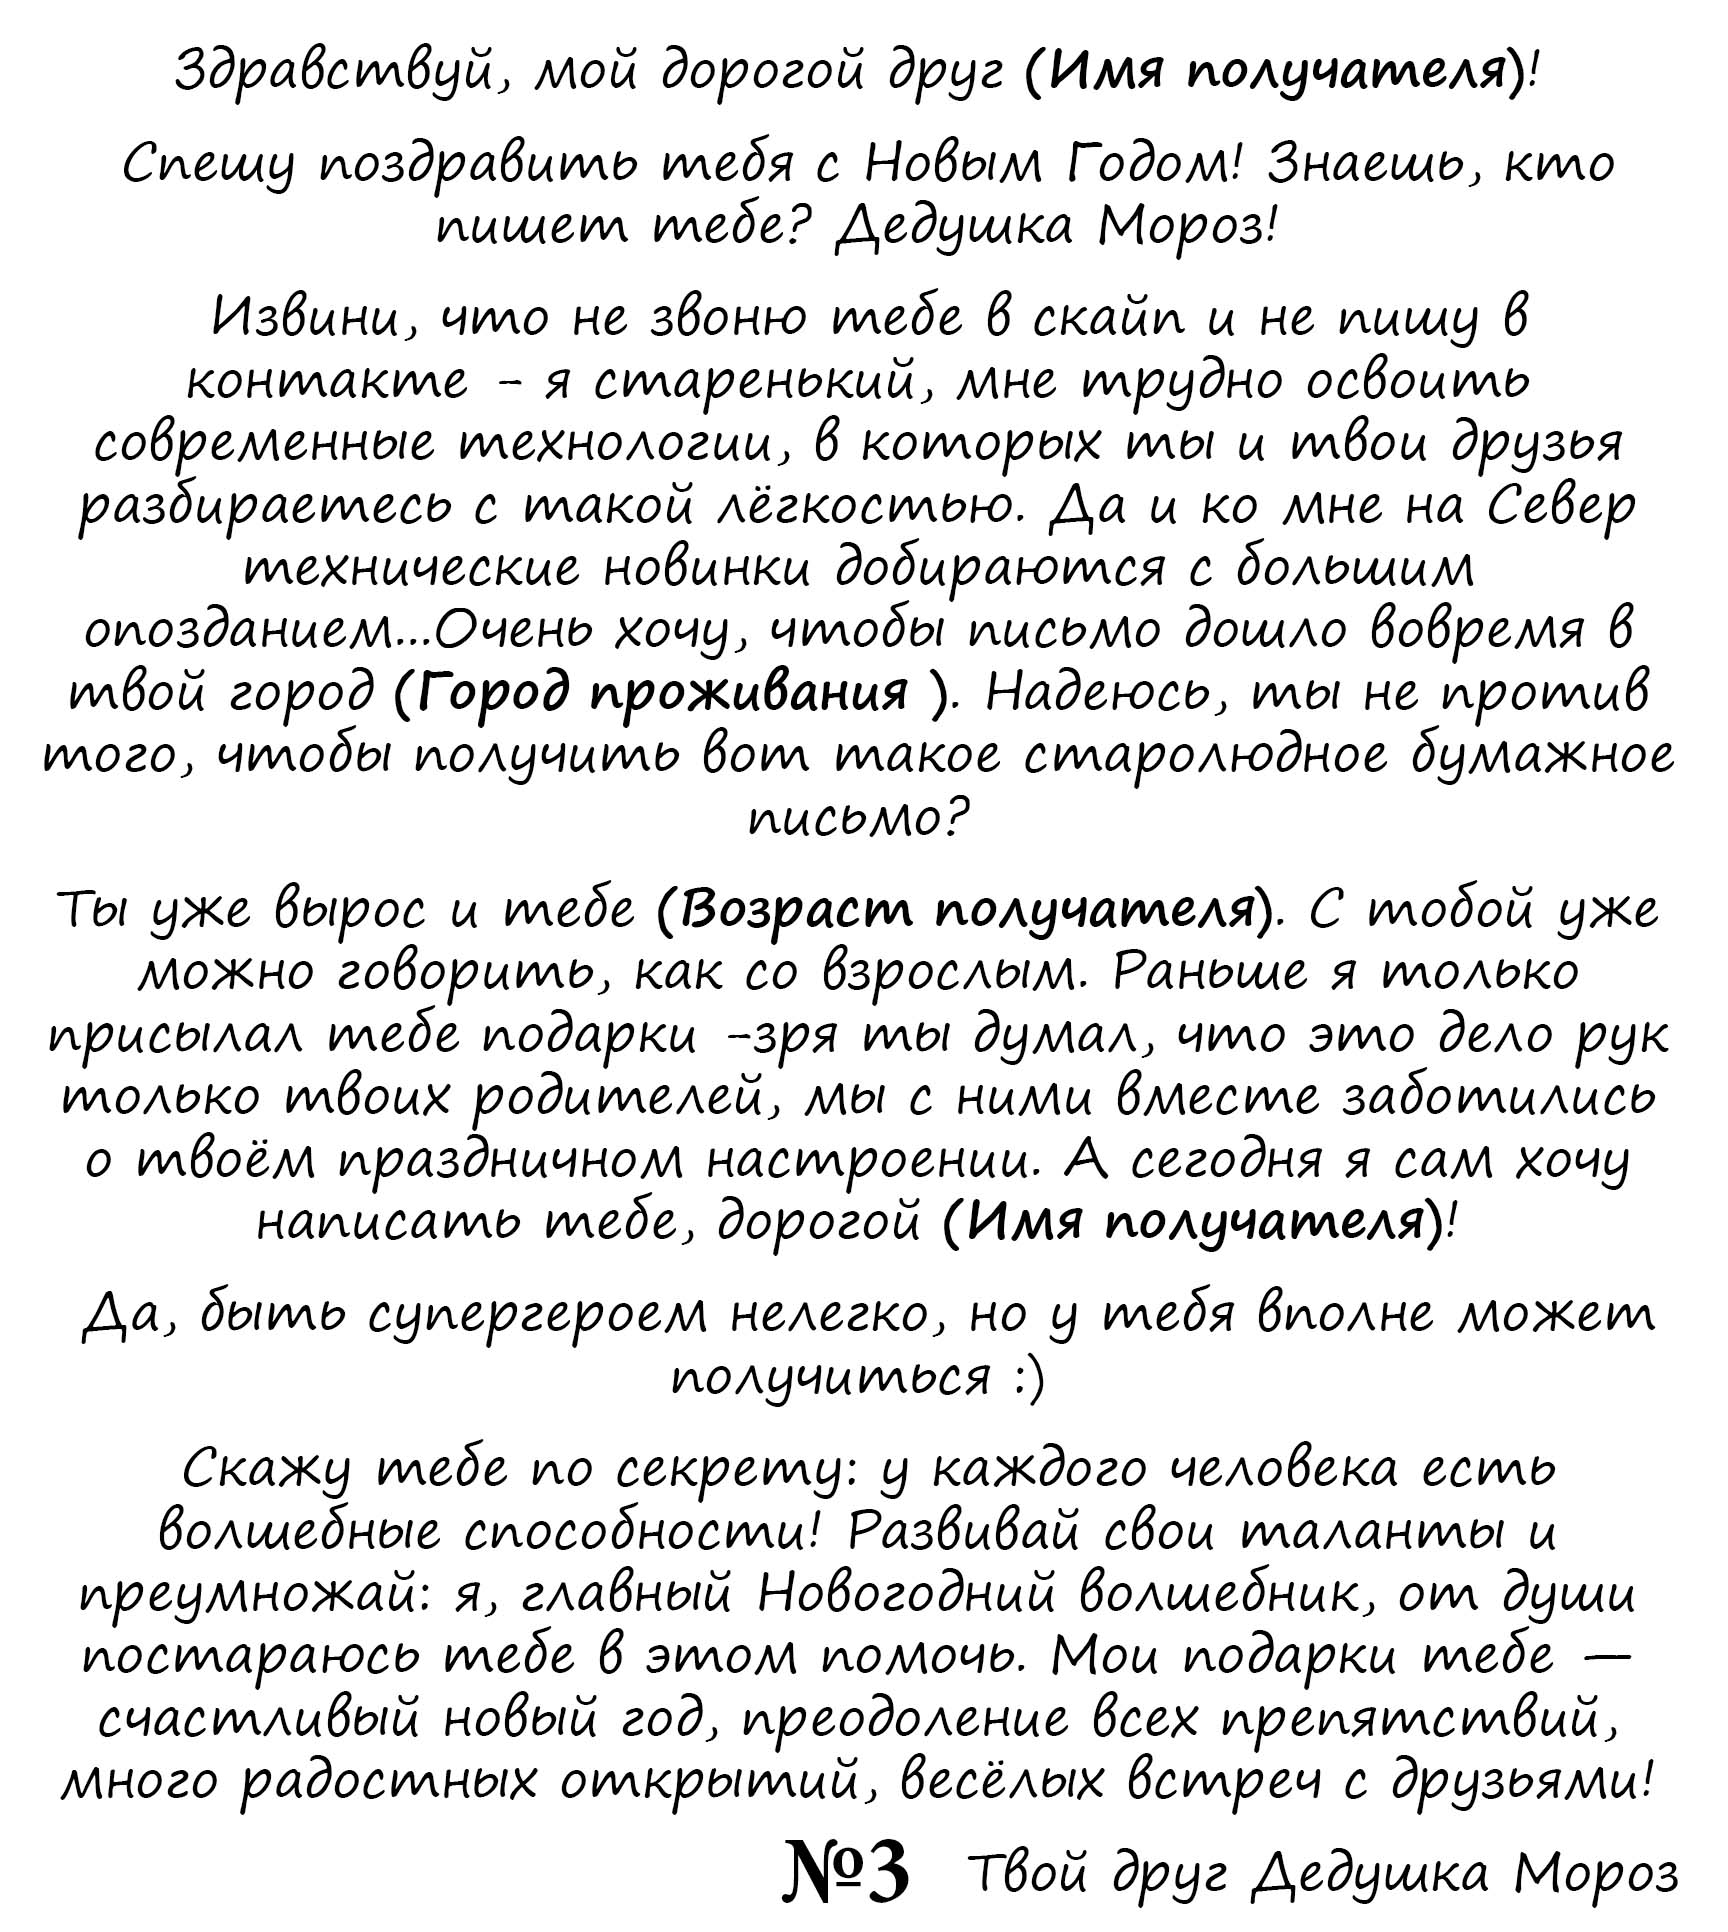 Здравствуй, мой дорогой друг (Имя получателя)!
Спешу поздравить тебя с Новым Годом! Знаешь, кто
пишет тебе? Дедушка Мороз!
Извини, что не звоню тебе в скайп и не пишу в
контакте - я старенький, мне трудно освоить
современные технологии, в которых ты и твои друзья
разбираетесь с такой лёгкостью. Да и ко мне на Север
технические новинки добираются с большим
опозданием...Очень хочу, чтобы письмо дошло вовремя в
твой город (Город проживания ). Надеюсь, ты не против
того, чтобы получить вот такое старолюдное бумажное
письмо?
Ты уже вырос и тебе (Возраст получателя). С тобой уже
можно говорить, как со взрослым. Раньше я только
присылал тебе подарки -зря ты думал, что это дело рук
только твоих родителей, мы с ними вместе заботились
о твоём праздничном настроении. А сегодня я сам хочу
написать тебе, дорогой (Имя получателя)!
Да, быть супергероем нелегко, но у тебя вполне может
получиться :)
Скажу тебе по секрету: у каждого человека есть
волшебные способности! Развивай свои таланты и
преумножай: я, главный Новогодний волшебник, от души
постараюсь тебе в этом помочь. Мои подарки тебе —
счастливый новый год, преодоление всех препятствий,
много радостных открытий, весёлых встреч с друзьями!
№3 Твой друг Дедушка Мороз